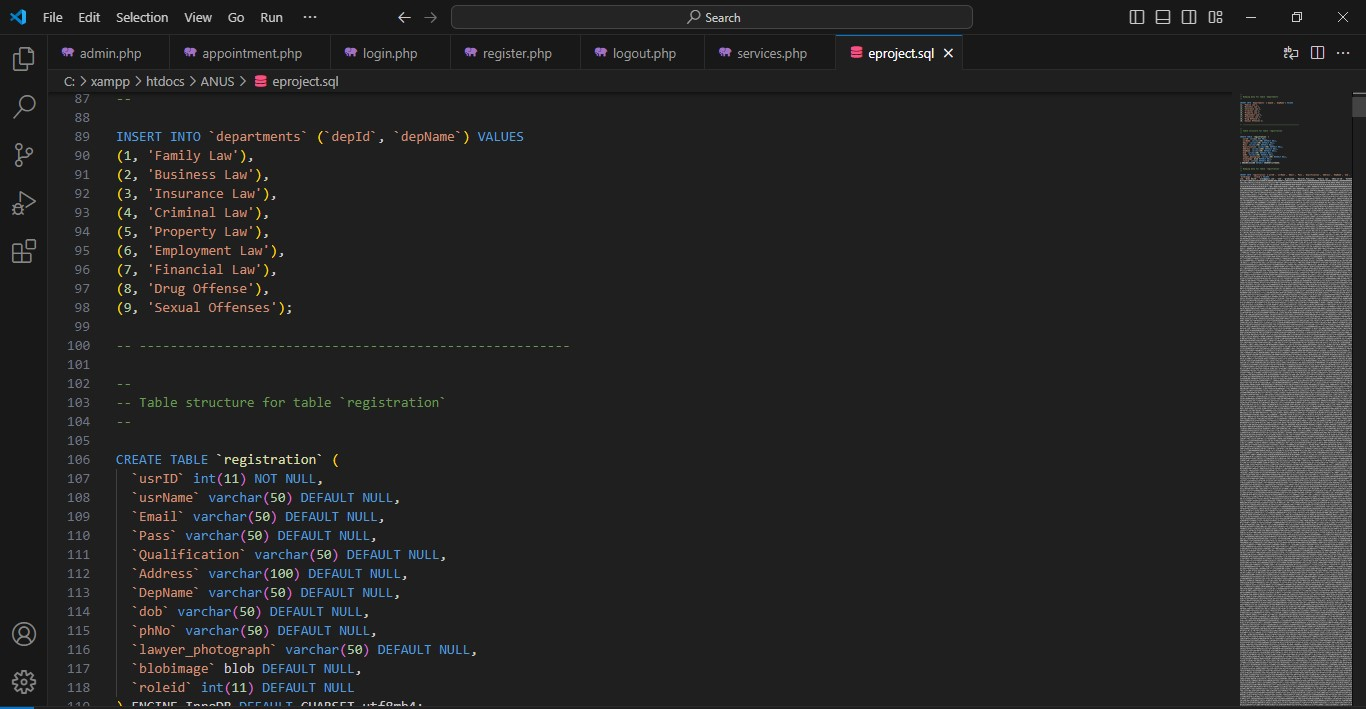 File Edit Selection View Go Run ··· Search
admin.php appointment.php login.php register.php logout.php services.php eproject.sql
C: > xampp > htdocs > ANUS > eproject.sql
87 --
88
89 INSERT INTO `departments` (`depId`, `depName`) VALUES
90 (1, 'Family Law'),
91 (2, 'Business Law'),
92 (3, 'Insurance Law'),
93 (4, 'Criminal Law'),
94 (5, 'Property Law'),
95 (6, 'Employment Law'),
96 (7, 'Financial Law'),
97 (8, 'Drug Offense'),
98 (9, 'Sexual Offenses');
99
100 -- --------------------------------------------------------
101
102 --
103 -- Table structure for table `registration`
104 --
105
106 CREATE TABLE `registration` (
107 `usrID` int(11) NOT NULL,
108 `usrName` varchar(50) DEFAULT NULL,
109 `Email` varchar(50) DEFAULT NULL,
110 `Pass` varchar(50) DEFAULT NULL,
111 `Qualification` varchar(50) DEFAULT NULL,
112 `Address` varchar(100) DEFAULT NULL,
113 `DepName` varchar(50) DEFAULT NULL,
114 `dob` varchar(50) DEFAULT NULL,
115 `phNo` varchar(50) DEFAULT NULL,
116 `lawyer_photograph` varchar(50) DEFAULT NULL,
117 `blobimage` blob DEFAULT NULL,
118 `roleid` int(11) DEFAULT NULL
119 ) ENGINE=InnoDB DEFAULT CHARSET=utf8mb4;